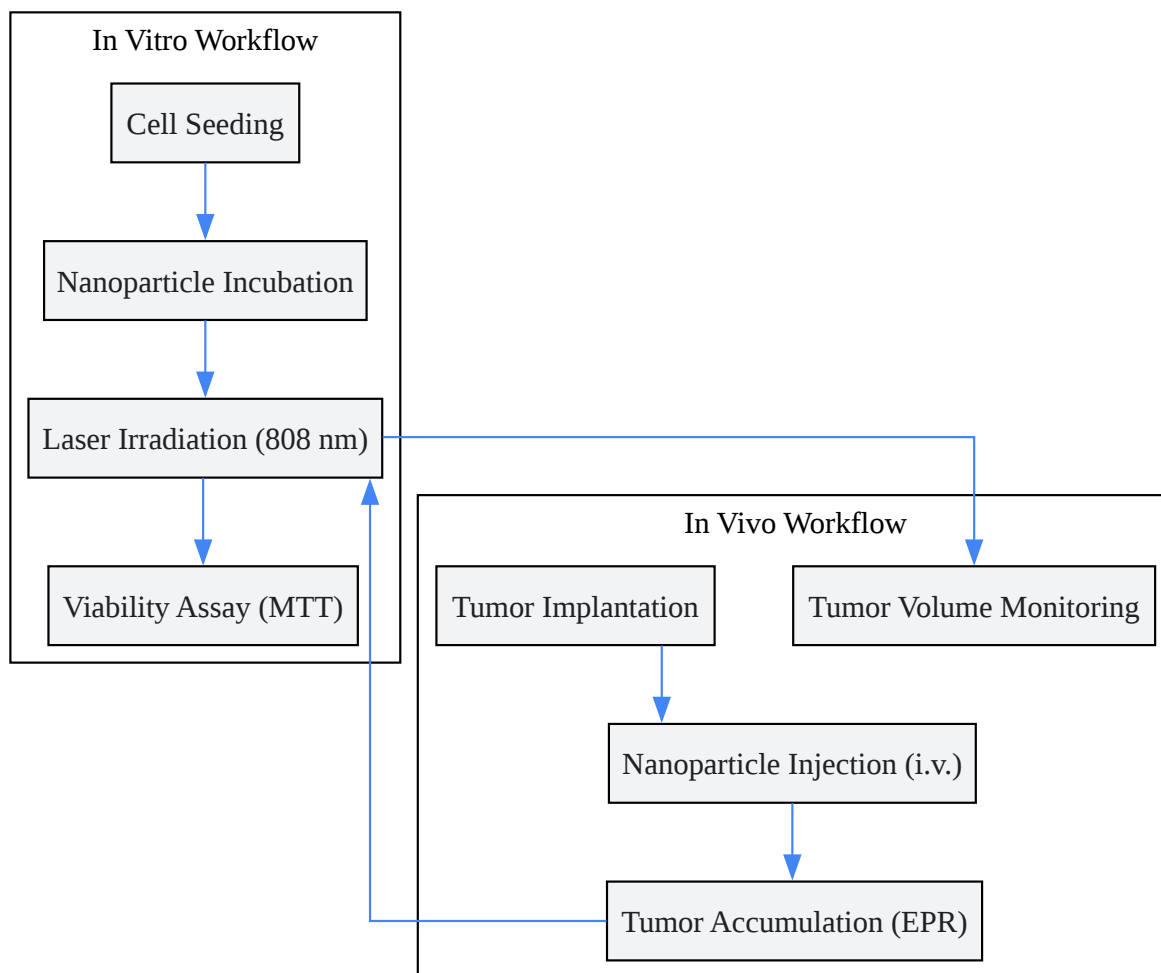 In Vitro Workflow
Cell Seeding
Nanoparticle Incubation
Laser Irradiation (808 nm)
Viability Assay (MTT)
In Vivo Workflow
Tumor Implantation
Tumor Volume Monitoring
Nanoparticle Injection (i.v.)
Tumor Accumulation (EPR)